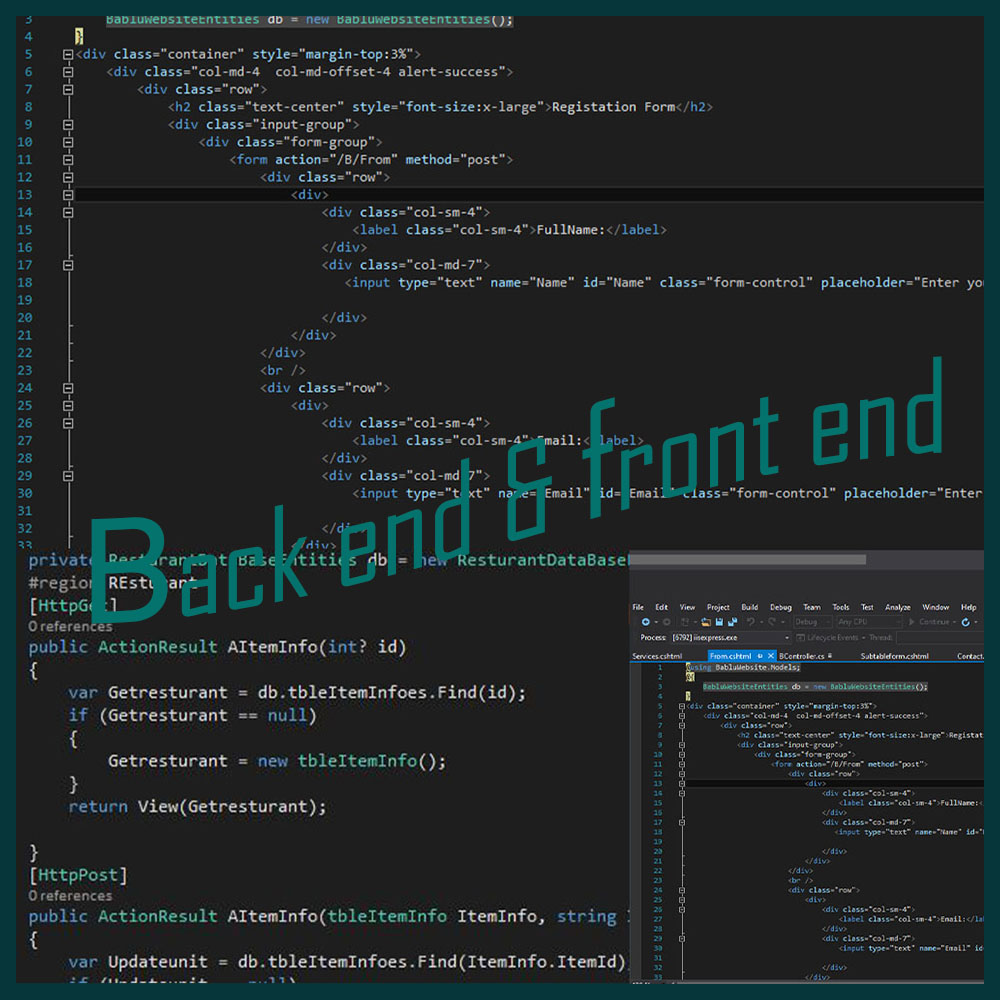 3 BabluWebsiteEntities db = new BabluWebsiteEntities();
4 }
5 <div class="container" style="margin-top:3%">
6 <div class="col-md-4  col-md-offset-4 alert-success">
7 <div class="row">
8 <h2 class="text-center" style="font-size:x-large">Registation Form</h2>
9 <div class="input-group">
10 <div class="form-group">
11 <form action="/B/From" method="post">
12 <div class="row">
13 <div>
14 <div class="col-sm-4">
15 <label class="col-sm-4">FullName:</label>
16 </div>
17 <div class="col-md-7">
18 <input type="text" name="Name" id="Name" class="form-control" placeholder="Enter
19
20 </div>
21 </div>
22 </div>
23 <br />
24 <div class="row">
25 <div>
26 <div class="col-sm-4">
27 <label class="col-sm-4">Email:</label>
28 </div>
29 <div class="col-md-7">
30 <input type="text" name="Email" id="Email" class="form-control" placeholder="Enter
31
32 </div>
33 </div>
Back end & front end
private ResturantDataBaseEntities db = new ResturantDataBase
#region REsturant
[HttpGet]
0 references
public ActionResult AItemInfo(int? id)
{
var Getresturant = db.tbleItemInfoes.Find(id);
if (Getresturant == null)
{
Getresturant = new tbleItemInfo();
}
return View(Getresturant);
}
[HttpPost]
0 references
public ActionResult AItemInfo(tbleItemInfo ItemInfo, string
{
var Updateunit = db.tbleItemInfoes.Find(ItemInfo.ItemId)
if (Updateunit == null)
File Edit View Project Build Debug Team Tools Test Analyze Window Help
Debug Any CPU Continue
Process: [6792] iisexpress.exe Lifecycle Events Thread:
Services.cshtml From.cshtml BController.cs Subtableform.cshtml Contact.
1 @using BabluWebsite.Models;
2 @{
3 BabluWebsiteEntities db = new BabluWebsiteEntities();
4 }
5 <div class="container" style="margin-top:3%">
6 <div class="col-md-4  col-md-offset-4 alert-success">
7 <div class="row">
8 <h2 class="text-center" style="font-size:x-large">Registat
9 <div class="input-group">
10 <div class="form-group">
11 <form action="/B/From" method="post">
12 <div class="row">
13 <div>
14 <div class="col-sm-4">
15 <label class="col-sm-4">FullName:
16 </div>
17 <div class="col-md-7">
18 <input type="text" name="Name" id=
19
20 </div>
21 </div>
22 </div>
23 <br />
24 <div class="row">
25 <div>
26 <div class="col-sm-4">
27 <label class="col-sm-4">Email:</la
28 </div>
29 <div class="col-md-7">
30 <input type="text" name="Email" id
31
32 </div>
33 </div>